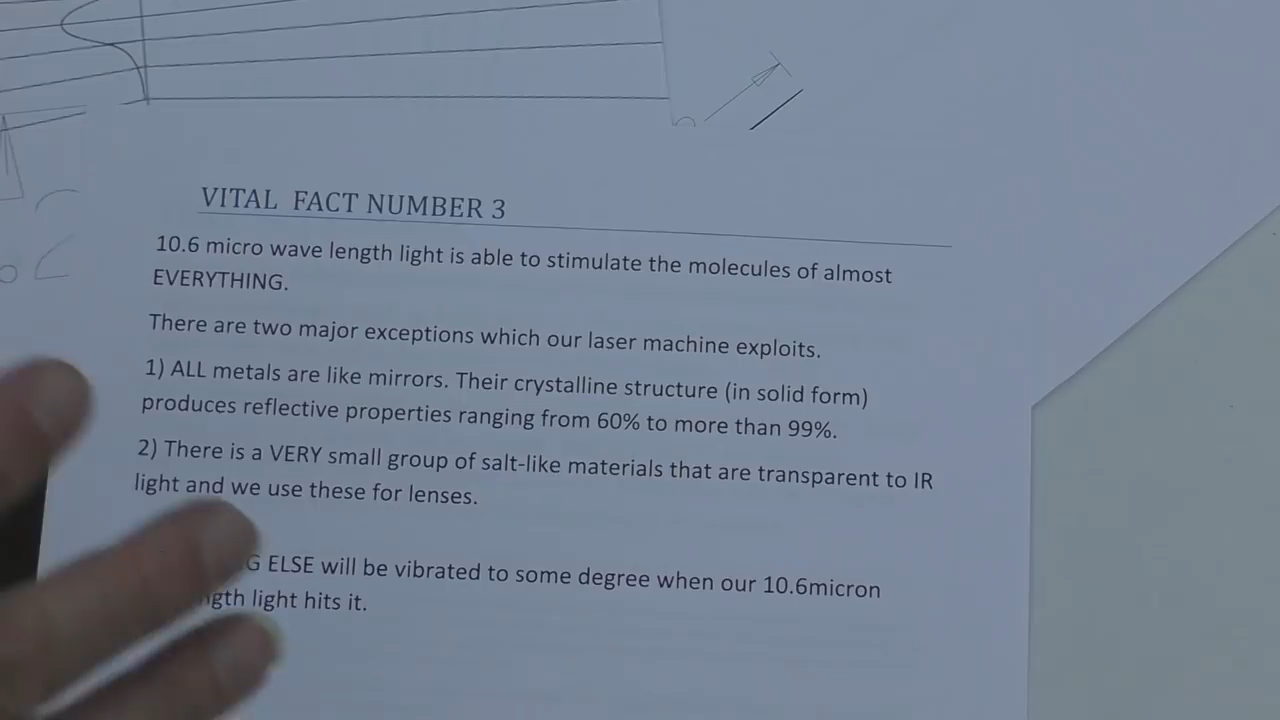 VITAL FACT NUMBER 3
10.6 micro wave length light is able to stimulate the molecules of almost
EVERYTHING.
There are two major exceptions which our laser machine exploits.
1) ALL metals are like mirrors. Their crystalline structure (in solid form)
produces reflective properties ranging from 60% to more than 99%.
2) There is a VERY small group of salt-like materials that are transparent to IR
light and we use these for lenses.
G ELSE will be vibrated to some degree when our 10.6micron
ngth light hits it.